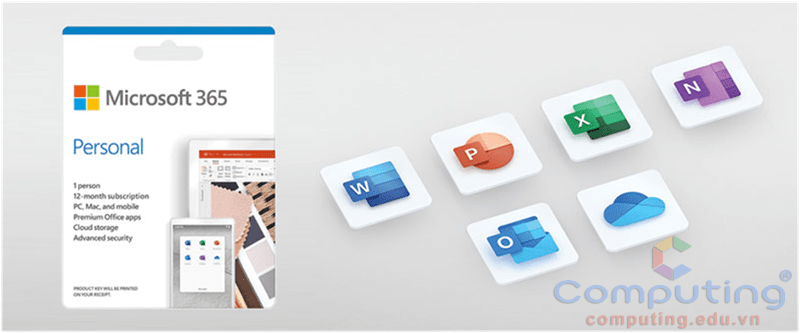 Microsoft 365
Personal
1 person
12-month subscription
PC, Mac, and mobile
Premium Office apps
Cloud storage
Advanced security
PRODUCT KEY WILL BE PRINTED
ON YOUR RECEIPT.
W
P
X
N
O
C
Computing®
computing.edu.vn